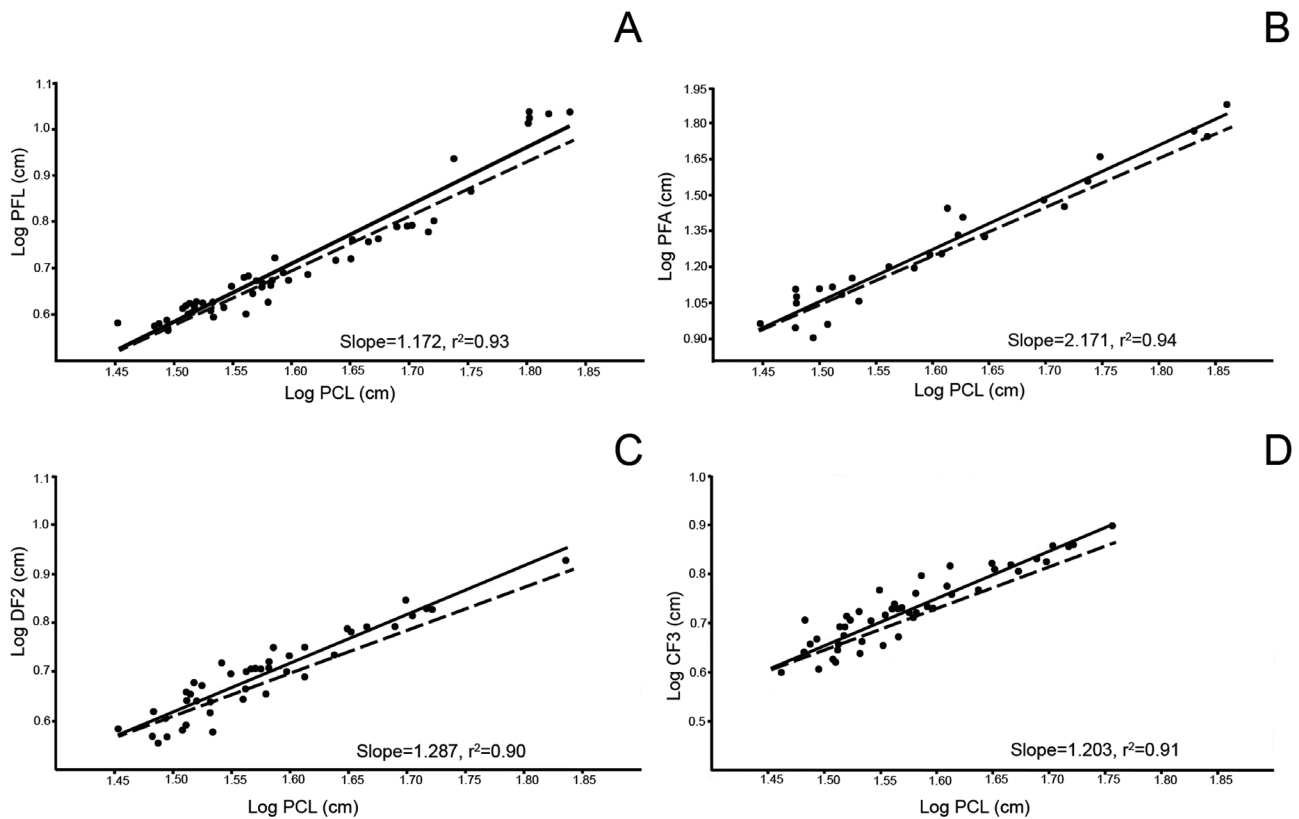 A
1.1
1.0
0.9
0.8
0.7
0.6
Log PFL (cm)
Slope=1.172, r²=0.93
1.45 1.50 1.55 1.60 1.65 1.70 1.75 1.80 1.85
Log PCL (cm)
B
1.95
1.80
1.65
1.50
1.35
1.20
1.05
0.90
Log PFA (cm)
Slope=2.171, r²=0.94
1.45 1.50 1.55 1.60 1.65 1.70 1.75 1.80 1.85
Log PCL (cm)
C
1.1
1.0
0.9
0.8
0.7
0.6
Log DF2 (cm)
Slope=1.287, r²=0.90
1.45 1.50 1.55 1.60 1.65 1.70 1.75 1.80 1.85
Log PCL (cm)
D
1.0
0.9
0.8
0.7
0.6
0.5
Log CF3 (cm)
Slope=1.203, r²=0.91
1.45 1.50 1.55 1.60 1.65 1.70 1.75 1.80 1.85
Log PCL (cm)